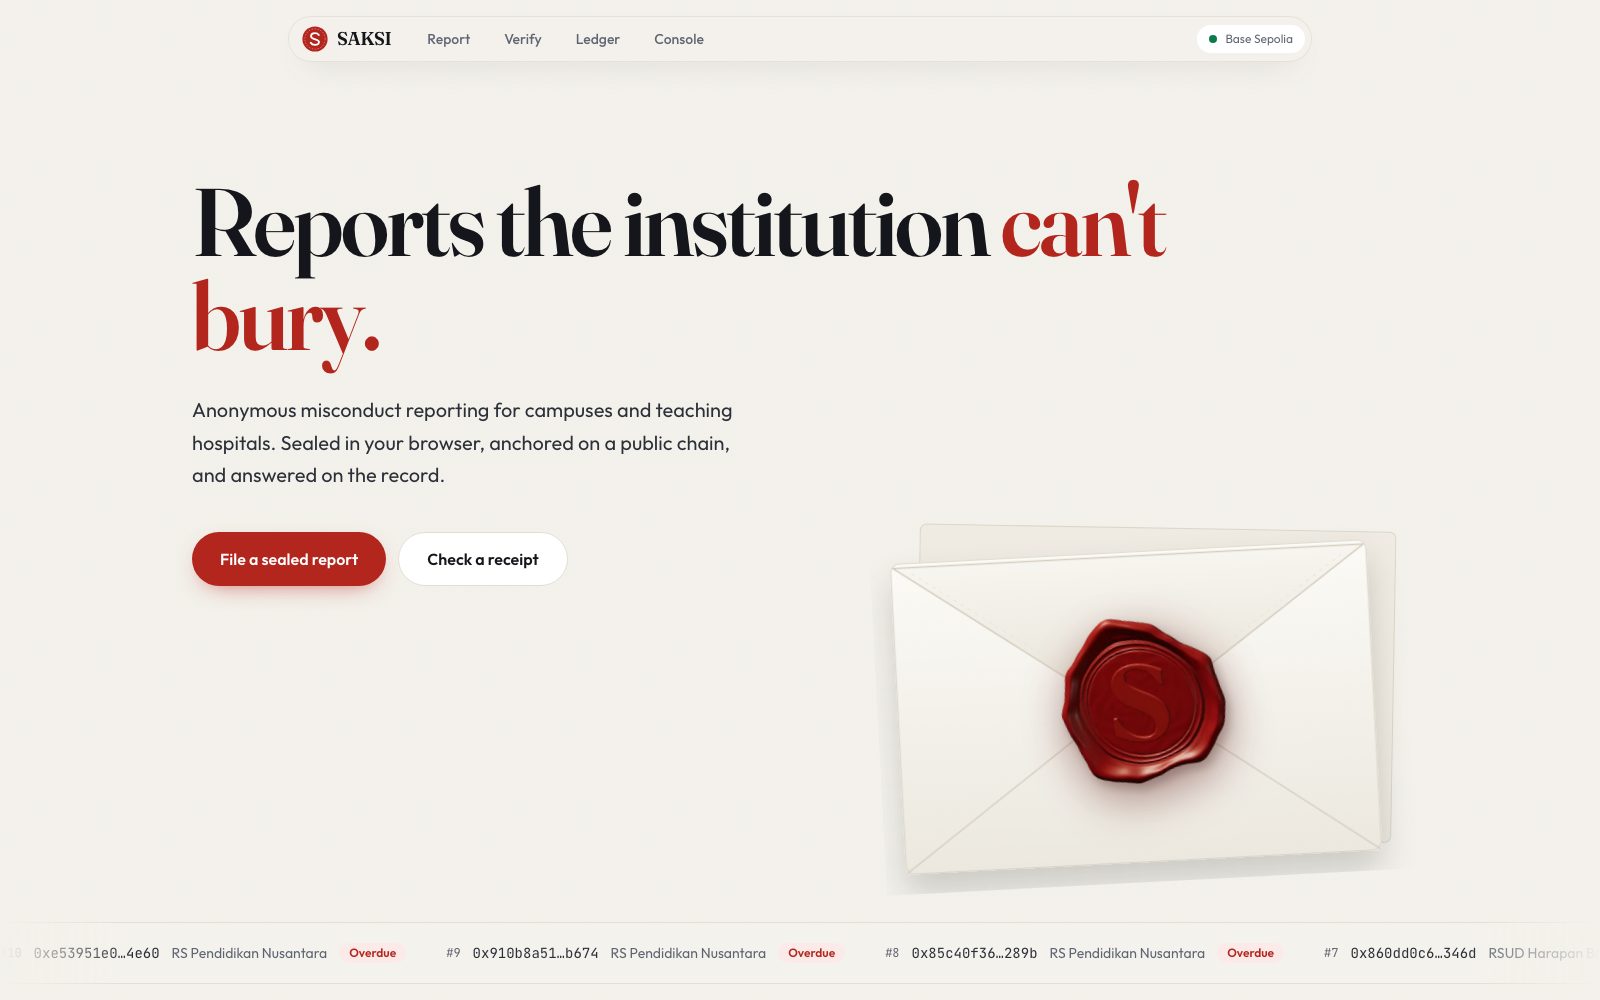 SAKSI
Report
Verify
Ledger
Console
Base Sepolia
Reports the institution can't
bury.
Anonymous misconduct reporting for campuses and teaching
hospitals. Sealed in your browser, anchored on a public chain,
and answered on the record.
File a sealed report
Check a receipt
S
0xe53951e0…4e60 RS Pendidikan Nusantara Overdue #9 0x910b8a51…b674 RS Pendidikan Nusantara Overdue #8 0x85c40f36…289b RS Pendidikan Nusantara Overdue #7 0x860dd0c6…346d RSUD Harapan